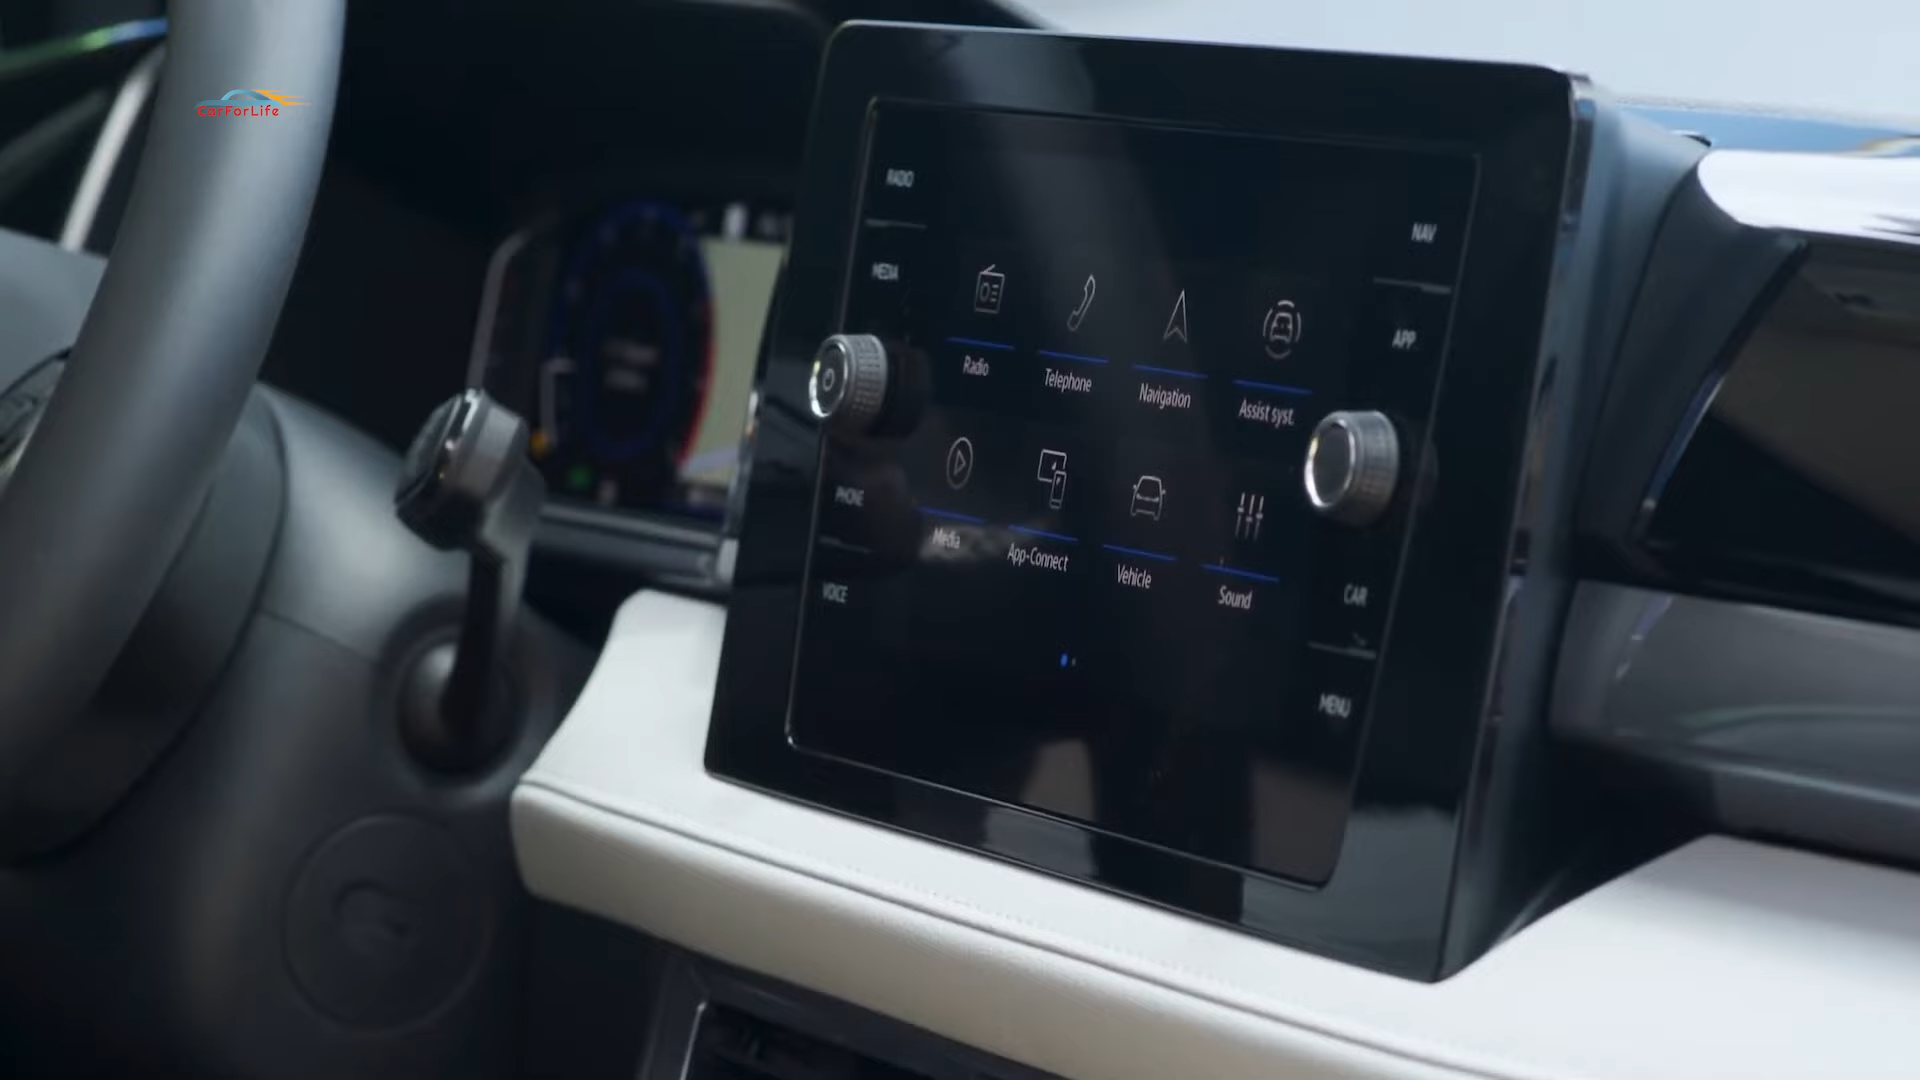 CarForLife
RADIO
MEDIA
PHONE
VOICE
Radio
Telephone
Navigation
Assist syst.
Media
App-Connect
Vehicle
Sound
NAV
APP
CAR
MENU